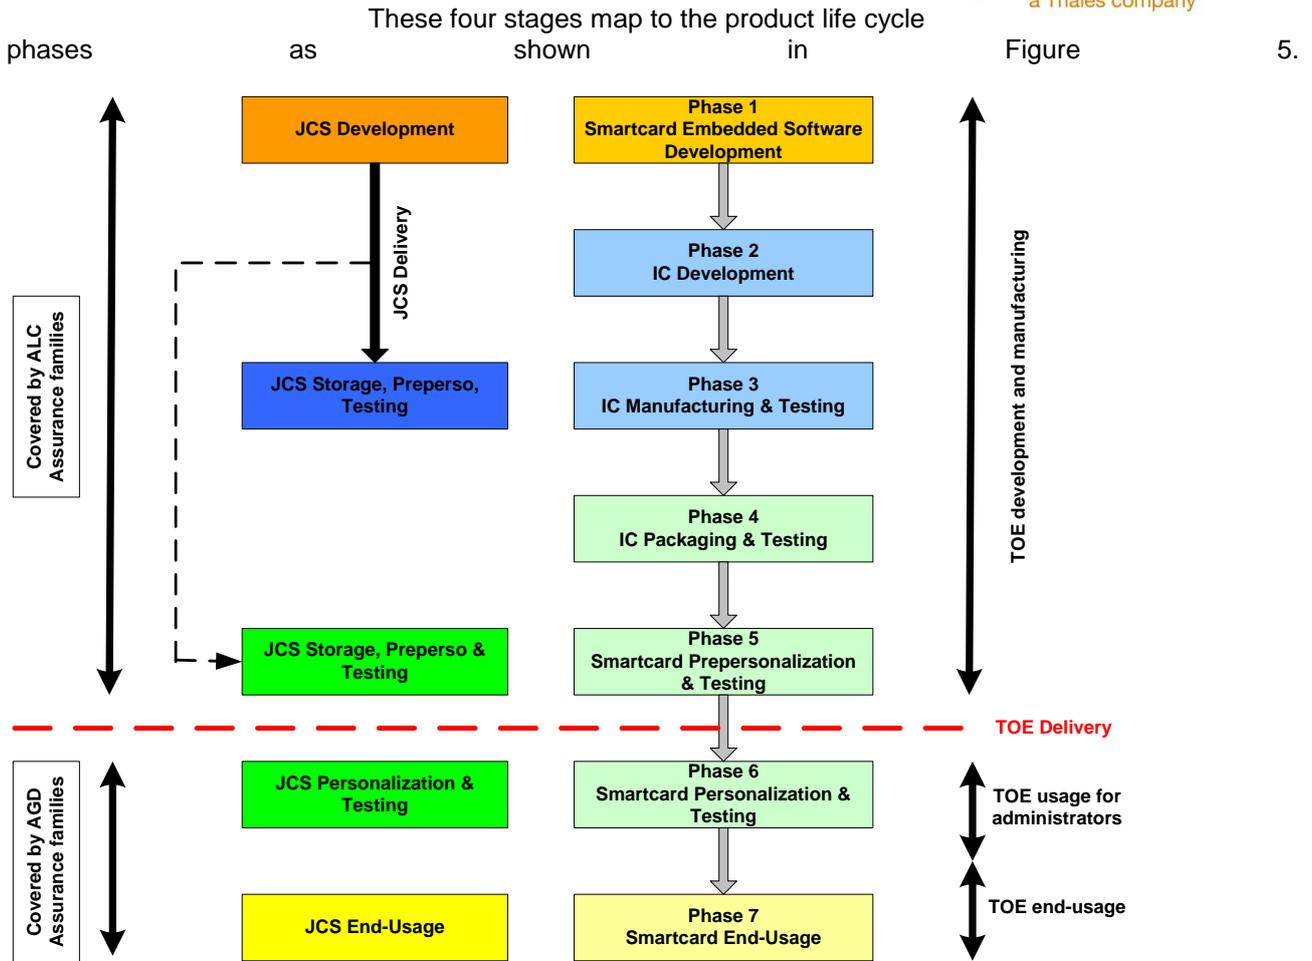 a Thales company
These four stages map to the product life cycle
phases as shown in Figure 5.
JCS Development
Phase 1
Smartcard Embedded Software
Development
JCS Delivery
Phase 2
IC Development
TOE development and manufacturing
Covered by ALC
Assurance families
JCS Storage, Preperso,
Testing
Phase 3
IC Manufacturing & Testing
Phase 4
IC Packaging & Testing
JCS Storage, Preperso &
Testing
Phase 5
Smartcard Prepersonalization
& Testing
TOE Delivery
Covered by AGD
Assurance families
JCS Personalization &
Testing
Phase 6
Smartcard Personalization &
Testing
TOE usage for
administrators
JCS End-Usage
Phase 7
Smartcard End-Usage
TOE end-usage